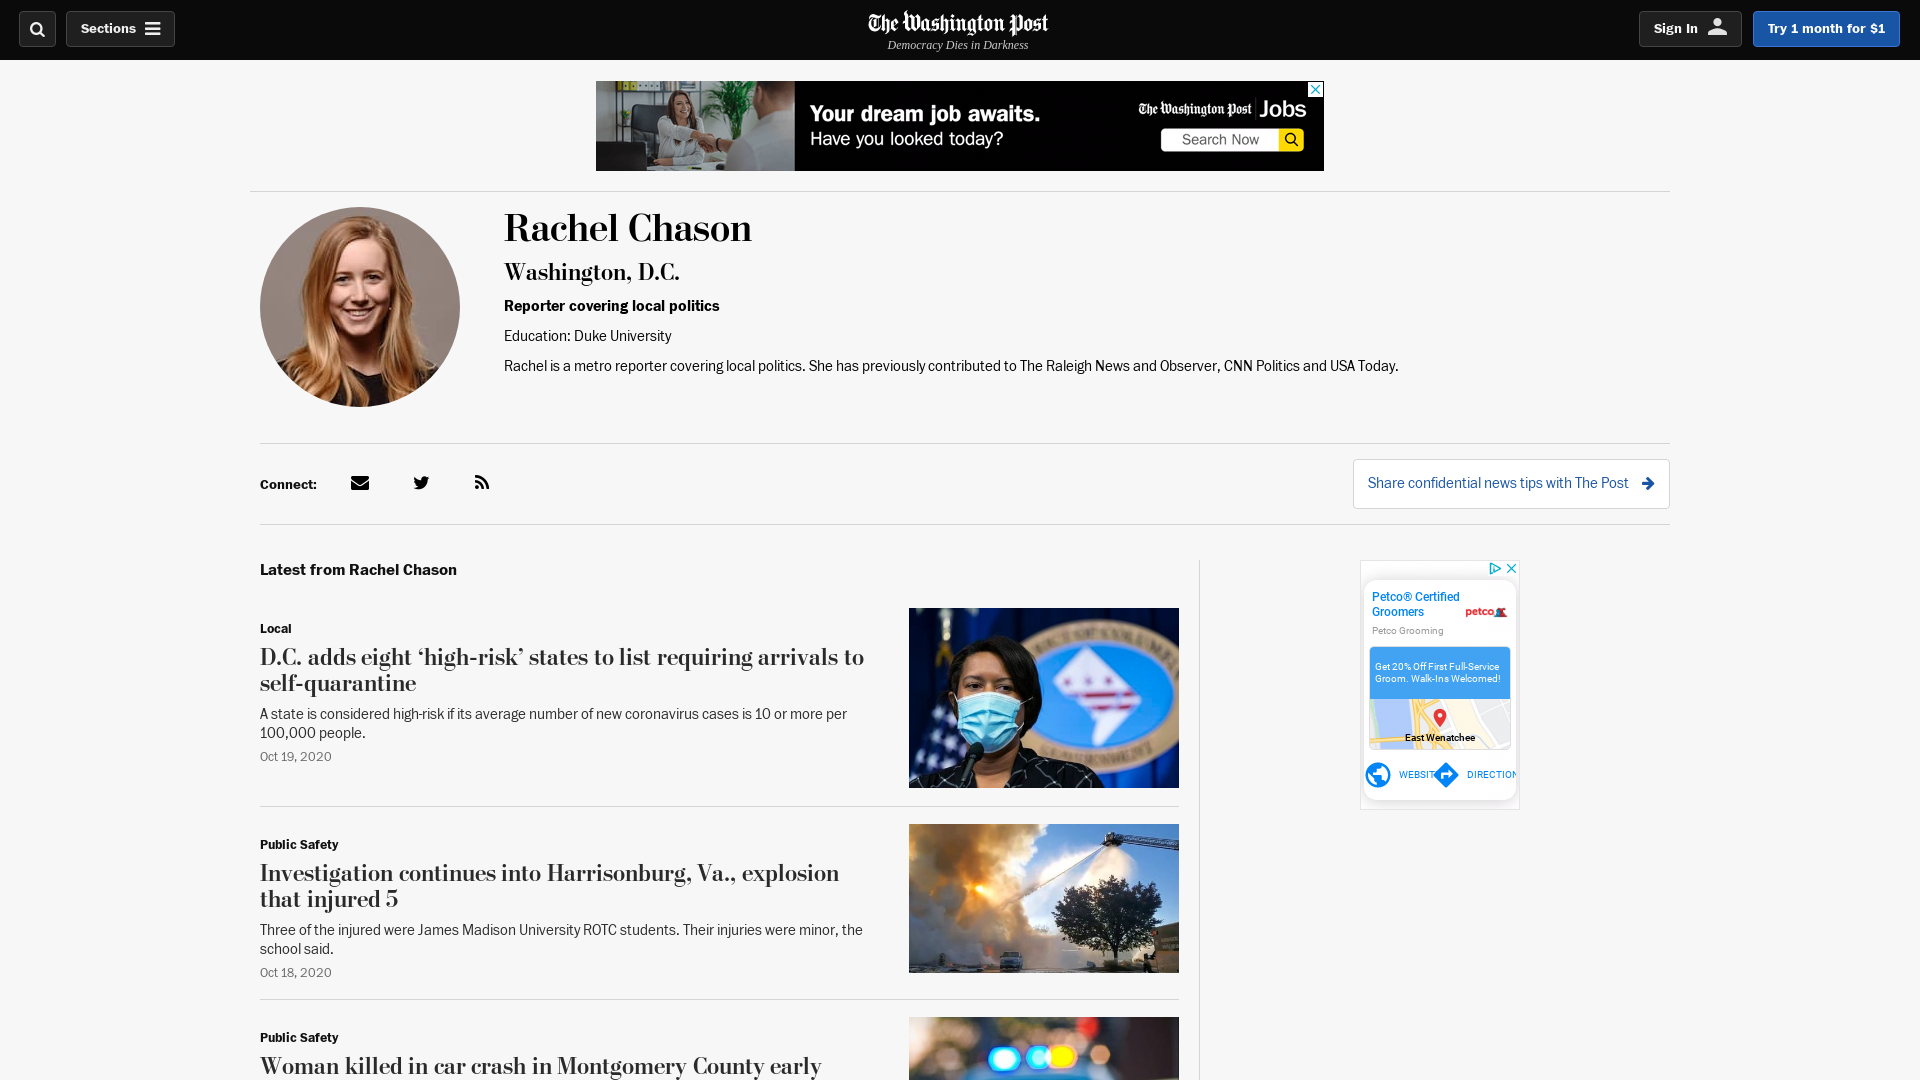 Sections
The Washington Post
Democracy Dies in Darkness
Sign In
Try 1 month for $1
Your dream job awaits.
Have you looked today?
The Washington Post Jobs
Search Now
Rachel Chason
Washington, D.C.
Reporter covering local politics
Education: Duke University
Rachel is a metro reporter covering local politics. She has previously contributed to The Raleigh News and Observer, CNN Politics and USA Today.
Connect:
Share confidential news tips with The Post
Latest from Rachel Chason
Local
D.C. adds eight ‘high-risk’ states to list requiring arrivals to
self-quarantine
A state is considered high-risk if its average number of new coronavirus cases is 10 or more per
100,000 people.
Oct 19, 2020
Public Safety
Investigation continues into Harrisonburg, Va., explosion
that injured 5
Three of the injured were James Madison University ROTC students. Their injuries were minor, the
school said.
Oct 18, 2020
Public Safety
Woman killed in car crash in Montgomery County early
Petco® Certified
Groomers
petco
Petco Grooming
Get 20% Off First Full-Service
Groom. Walk-Ins Welcomed!
East Wenatchee
WEBSIT
DIRECTION